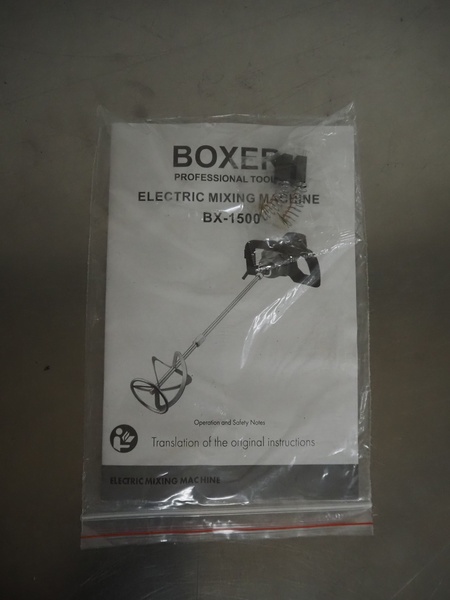 BOXER
PROFESSIONAL TOOLS
ELECTRIC MIXING MACHINE
BX-1500
Operation and Safety Notes
Translation of the original instructions
ELECTRIC MIXING MACHINE